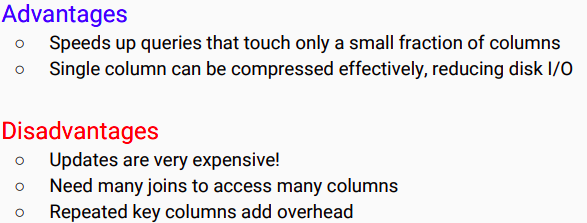 Advantages
○ Speeds up queries that touch only a small fraction of columns
○ Single column can be compressed effectively, reducing disk I/O
Disadvantages
○ Updates are very expensive!
○ Need many joins to access many columns
○ Repeated key columns add overhead